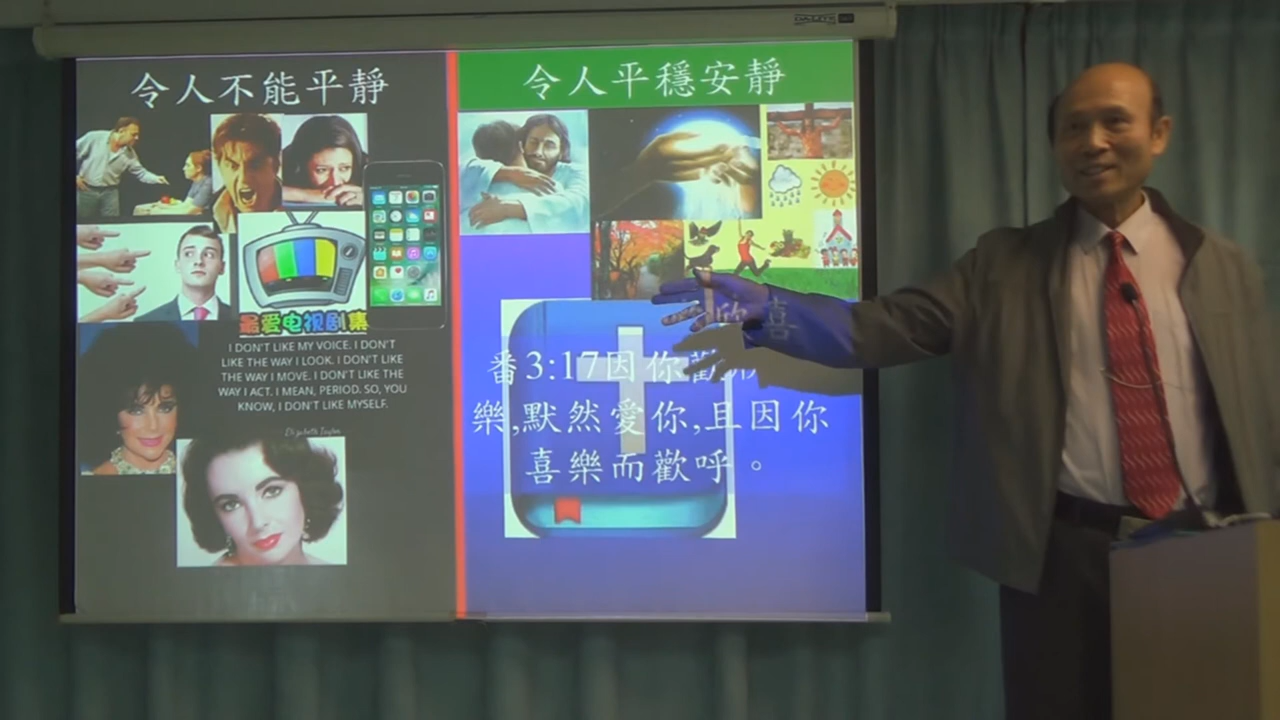 令人不能平靜
最爱电视剧集
I DON'T LIKE MY VOICE. I DON'T
LIKE THE WAY I LOOK. I DON'T LIKE
THE WAY I MOVE. I DON'T LIKE THE
WAY I ACT. I MEAN, PERIOD. SO, YOU
KNOW, I DON'T LIKE MYSELF.
Elizabeth Taylor
令人平穩安靜
番3:17因你歡欣喜
樂,默然愛你,且因你
喜樂而歡呼。